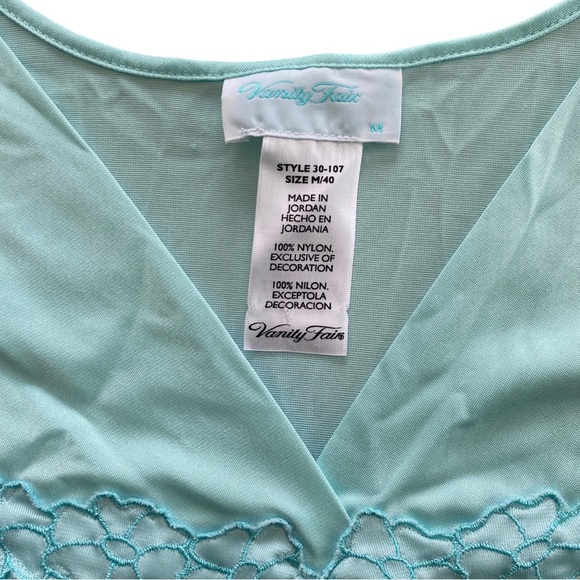 Vanity Fair
M
STYLE 30-107
SIZE M/40
MADE IN
JORDAN
HECHO EN
JORDANIA
100% NYLON.
EXCLUSIVE OF
DECORATION
100% NILON.
EXCEPTOLA
DECORACION
Vanity Fair®